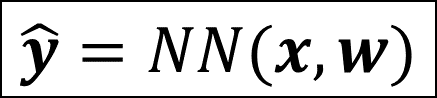 ŷ = NN(x, w)